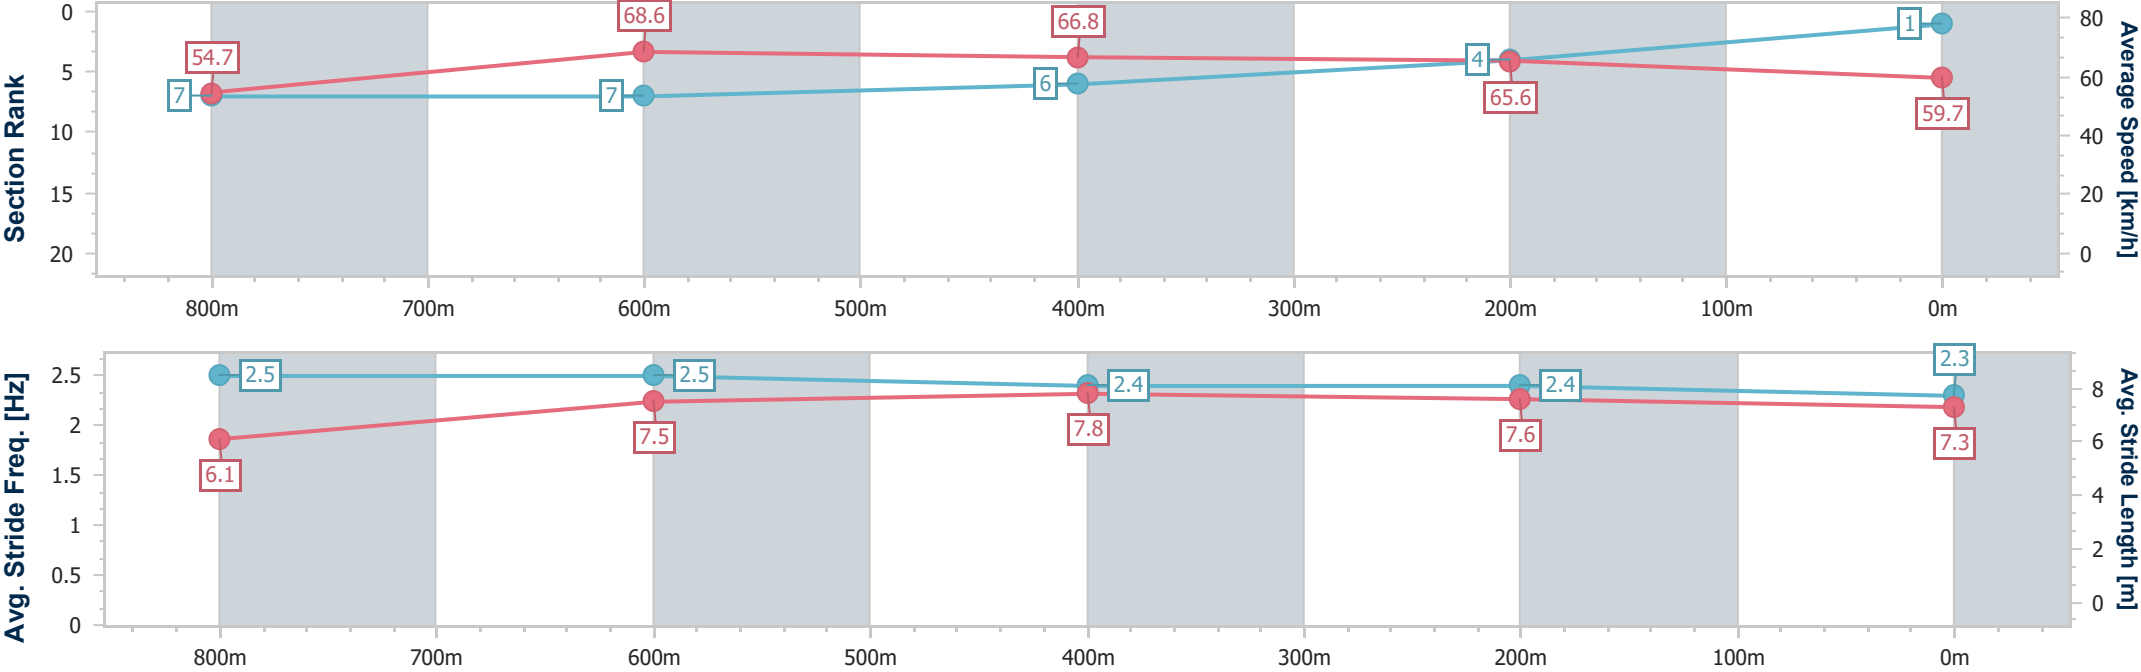 Section Rank
0
5
10
15
20
54.7
68.6
66.8
65.6
59.7
7
7
6
4
1
80
60
40
20
0
Average Speed [km/h]
800m
700m
600m
500m
400m
300m
200m
100m
0m
Avg. Stride Freq. [Hz]
2.5
2
1.5
1
0.5
0
2.5
2.5
2.4
2.4
2.3
6.1
7.5
7.8
7.6
7.3
8
6
4
2
0
Avg. Stride Length [m]
800m
700m
600m
500m
400m
300m
200m
100m
0m